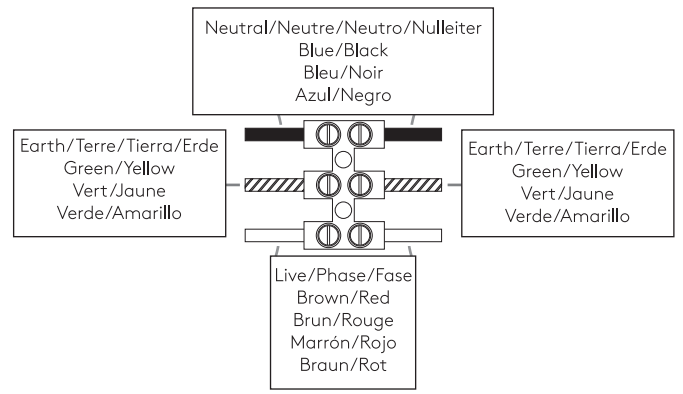 Neutral/Neutre/Neutro/Nulleiter
Blue/Black
Bleu/Noir
Azul/Negro
Earth/Terre/Tierra/Erde
Green/Yellow
Vert/Jaune
Verde/Amarillo
Earth/Terre/Tierra/Erde
Green/Yellow
Vert/Jaune
Verde/Amarillo
Live/Phase/Fase
Brown/Red
Brun/Rouge
Marrón/Rojo
Braun/Rot